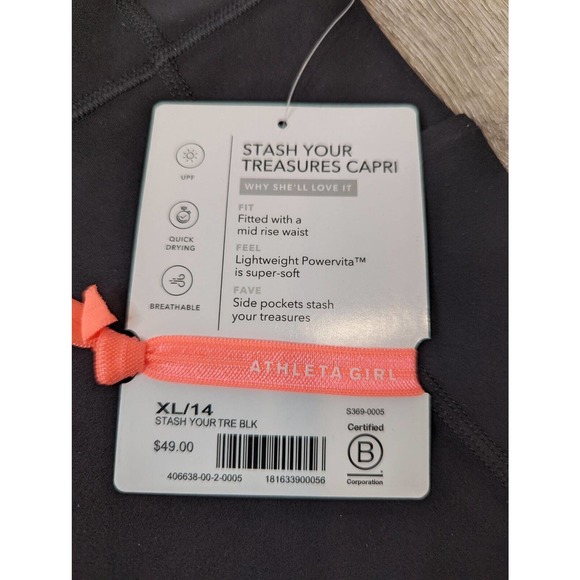 UPF
QUICK
DRYING
BREATHABLE
STASH YOUR
TREASURES CAPRI
WHY SHE'LL LOVE IT
FIT
Fitted with a
mid rise waist
FEEL
Lightweight Powervita™
is super-soft
FAVE
Side pockets stash
your treasures
ATHLETA GIRL
XL/14
STASH YOUR TRE BLK
$49.00
406638-00-2-0005
181633900056
S369-0005
Certified
B
Corporation